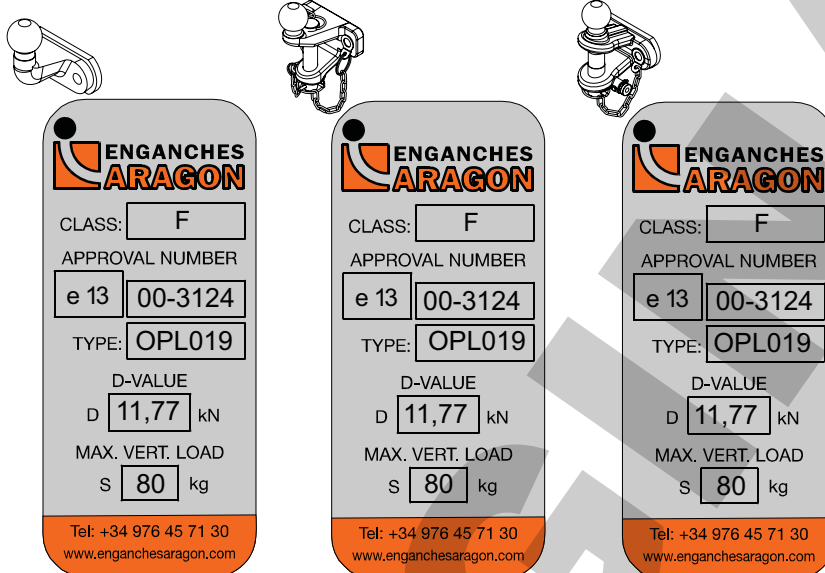 ENGANCHES
ARAGON
CLASS: F
APPROVAL NUMBER
e 13 00-3124
TYPE: OPL019
D-VALUE
D 11,77 kN
MAX. VERT. LOAD
S 80 kg
Tel: +34 976 45 71 30
www.enganchesaragon.com
ENGANCHES
ARAGON
CLASS: F
APPROVAL NUMBER
e 13 00-3124
TYPE: OPL019
D-VALUE
D 11,77 kN
MAX. VERT. LOAD
S 80 kg
Tel: +34 976 45 71 30
www.enganchesaragon.com
ENGANCHES
ARAGON
CLASS: F
APPROVAL NUMBER
e 13 00-3124
TYPE: OPL019
D-VALUE
D 11,77 kN
MAX. VERT. LOAD
S 80 kg
Tel: +34 976 45 71 30
www.enganchesaragon.com